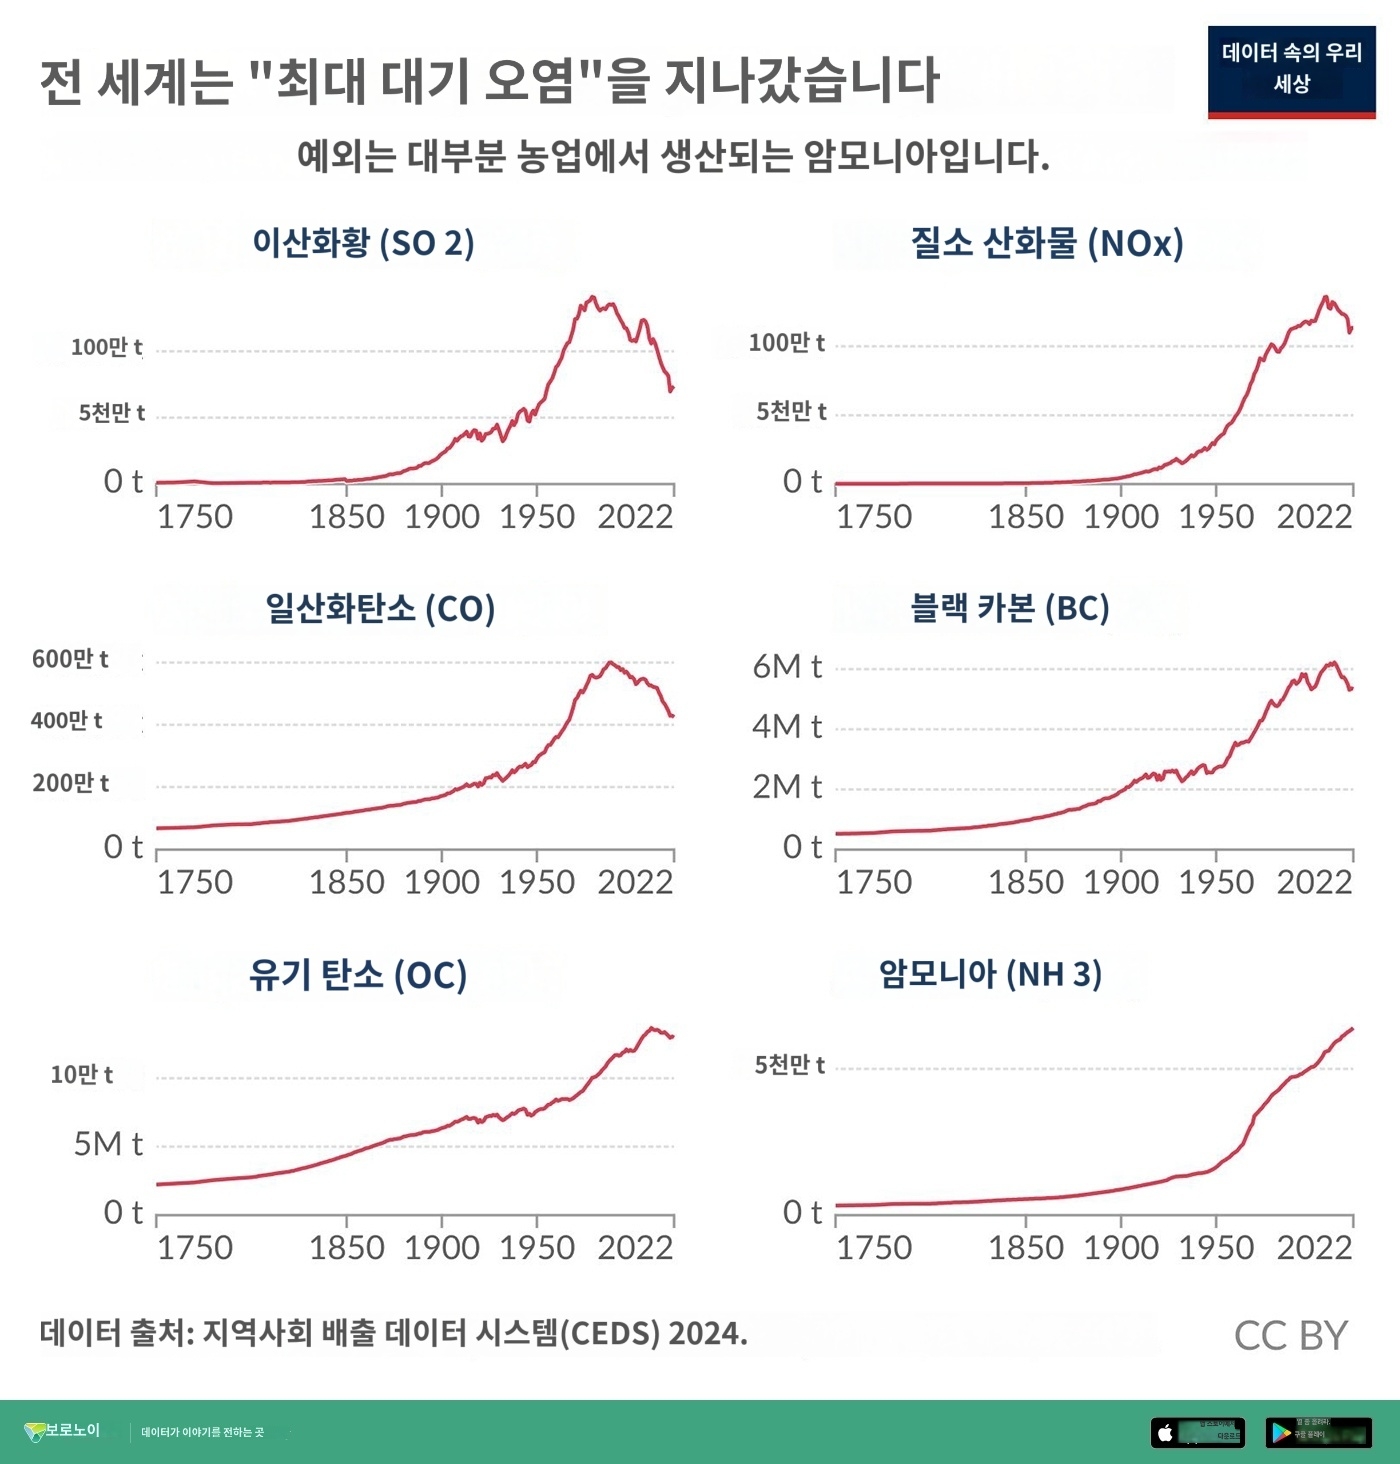 전 세계는 "최대 대기 오염"을 지나갔습니다
데이터 속의 우리
세상
예외는 대부분 농업에서 생산되는 암모니아입니다.
이산화황 (SO 2)
100만 t
5천만 t
0 t
1750 1850 1900 1950 2022
질소 산화물 (NOx)
100만 t
5천만 t
0 t
1750 1850 1900 1950 2022
일산화탄소 (CO)
600만 t
400만 t
200만 t
0 t
1750 1850 1900 1950 2022
블랙 카본 (BC)
6M t
4M t
2M t
0 t
1750 1850 1900 1950 2022
유기 탄소 (OC)
10만 t
5M t
0 t
1750 1850 1900 1950 2022
암모니아 (NH 3)
5천만 t
0 t
1750 1850 1900 1950 2022
데이터 출처: 지역사회 배출 데이터 시스템(CEDS) 2024.
CC BY
보로노이
데이터가 이야기를 전하는 곳